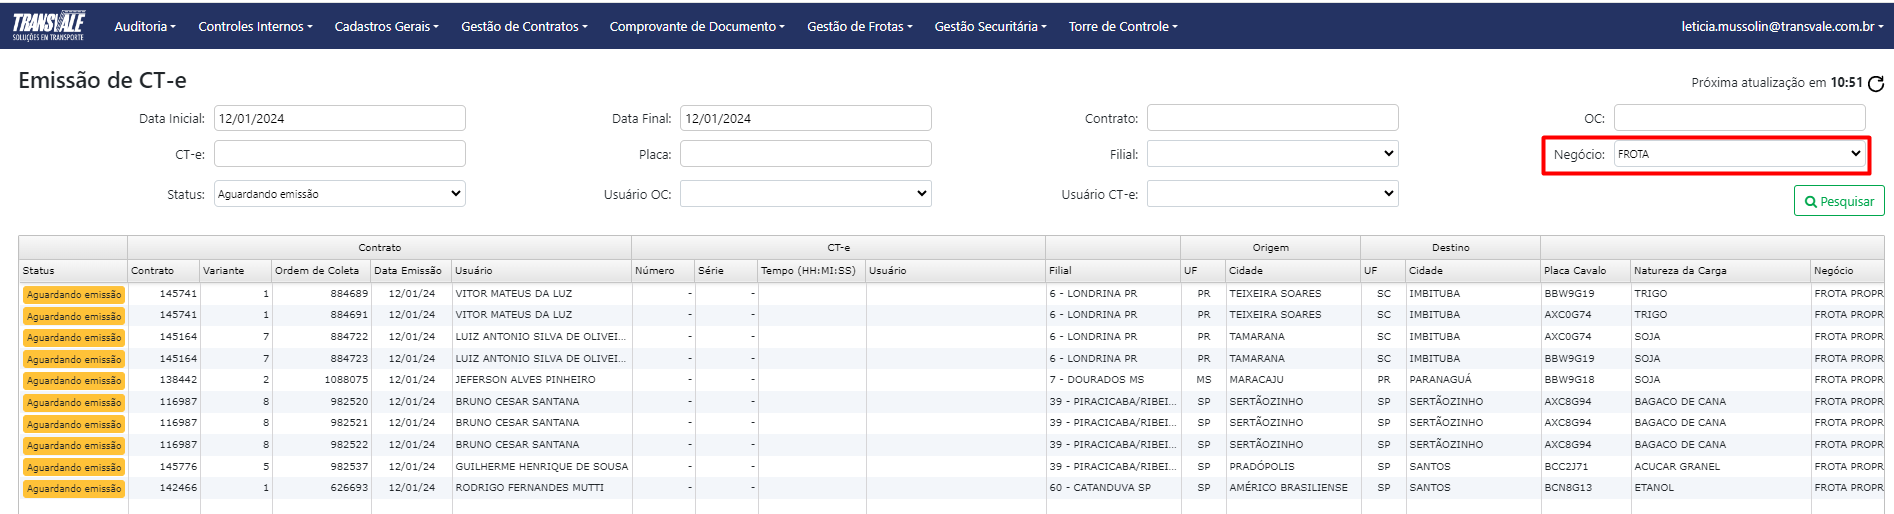 TRANSVALE
SOLUÇÕES EM TRANSPORTE
Auditoria Controles Internos Cadastros Gerais Gestão de Contratos Comprovante de Documento Gestão de Frotas Gestão Securitária Torre de Controle leticia.mussolin@transvale.com.br
Emissão de CT-e
Próxima atualização em 10:51
Data Inicial: 12/01/2024 Data Final: 12/01/2024 Contrato: OC:
CT-e: Placa: Filial: Negócio: FROTA
Status: Aguardando emissão Usuário OC: Usuário CT-e:
Pesquisar
Contrato CT-e Origem Destino
Status Contrato Variante Ordem de Coleta Data Emissão Usuário Número Série Tempo (HH:MI:SS) Usuário Filial UF Cidade UF Cidade Placa Cavalo Natureza da Carga Negócio
Aguardando emissão 145741 1 884689 12/01/24 VITOR MATEUS DA LUZ - - 6 - LONDRINA PR PR TEIXEIRA SOARES SC IMBITUBA BBW9G19 TRIGO FROTA PROPR
Aguardando emissão 145741 1 884691 12/01/24 VITOR MATEUS DA LUZ - - 6 - LONDRINA PR PR TEIXEIRA SOARES SC IMBITUBA AXC0G74 TRIGO FROTA PROPR
Aguardando emissão 145164 7 884722 12/01/24 LUIZ ANTONIO SILVA DE OLIVEI... - - 6 - LONDRINA PR PR TAMARANA SC IMBITUBA AXC0G74 SOJA FROTA PROPR
Aguardando emissão 145164 7 884723 12/01/24 LUIZ ANTONIO SILVA DE OLIVEI... - - 6 - LONDRINA PR PR TAMARANA SC IMBITUBA BBW9G19 SOJA FROTA PROPR
Aguardando emissão 138442 2 1088075 12/01/24 JEFERSON ALVES PINHEIRO - - 7 - DOURADOS MS MS MARACAJU PR PARANAGUÁ BBW9G18 SOJA FROTA PROPR
Aguardando emissão 116987 8 982520 12/01/24 BRUNO CESAR SANTANA - - 39 - PIRACICABA/RIBEI... SP SERTÃOZINHO SP SERTÃOZINHO AXC8G94 BAGACO DE CANA FROTA PROPR
Aguardando emissão 116987 8 982521 12/01/24 BRUNO CESAR SANTANA - - 39 - PIRACICABA/RIBEI... SP SERTÃOZINHO SP SERTÃOZINHO AXC8G94 BAGACO DE CANA FROTA PROPR
Aguardando emissão 116987 8 982522 12/01/24 BRUNO CESAR SANTANA - - 39 - PIRACICABA/RIBEI... SP SERTÃOZINHO SP SERTÃOZINHO AXC8G94 BAGACO DE CANA FROTA PROPR
Aguardando emissão 145776 5 982537 12/01/24 GUILHERME HENRIQUE DE SOUSA - - 39 - PIRACICABA/RIBEI... SP PRADÓPOLIS SP SANTOS BCC2J71 ACUCAR GRANEL FROTA PROPR
Aguardando emissão 142466 1 626693 12/01/24 RODRIGO FERNANDES MUTTI - - 60 - CATANDUVA SP SP AMÉRICO BRASILIENSE SP SANTOS BCN8G13 ETANOL FROTA PROPR